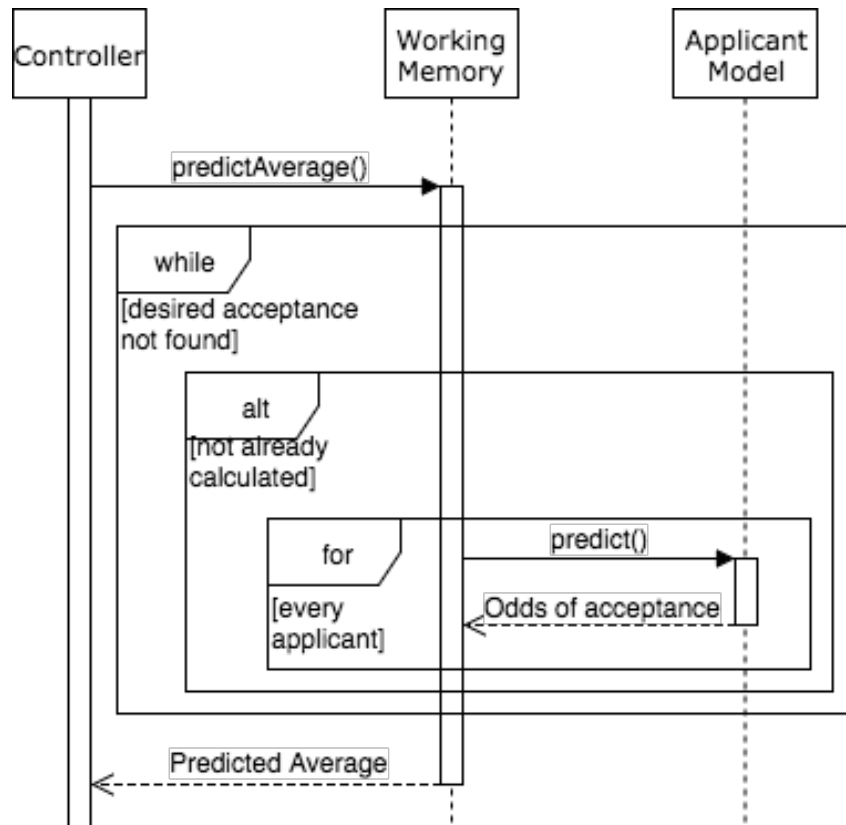 Controller
Working
Memory
Applicant
Model
predictAverage()
while
[desired acceptance
not found]
alt
[not already
calculated]
for
predict()
[every
applicant]
Odds of acceptance
Predicted Average